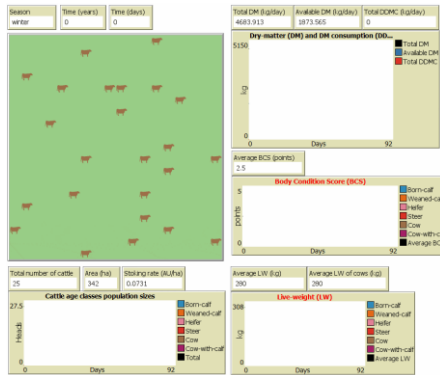 Season
winter
Time (years)
0
Time (days)
0
Total DM (kg/day)
4683.913
Available DM (kg/day)
1873.565
Total DDMC (kg/day)
0
Dry-matter (DM) and DM consumption (DD...
5150
kg
0
0 Days 92
Total DM
Available DM
Total DDMC
Average BCS (points)
2.5
Body Condition Score (BCS)
5
points
0
0 Days 92
Born-calf
Weaned-calf
Heifer
Steer
Cow
Cow-with-c
Average BC
Total number of cattle
25
Area (ha)
342
Stoking rate (AU/ha)
0.0731
Cattle age classes population sizes
27.5
Heads
0
0 Days 92
Born-calf
Weaned-calf
Heifer
Steer
Cow
Cow-with-calf
Total
Average LW (kg)
280
Average LW of cows (kg)
280
Live-weight (LW)
308
kg
0
0 Days 92
Born-calf
Weaned-calf
Heifer
Steer
Cow
Cow-with-calf
Average LW